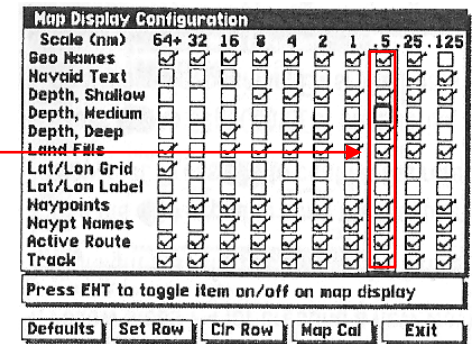 Map Display Configuration
Scale (nm) 64+ 32 16 8 4 2 1 .5 .25 .125
Geo Names
Navaid Text
Depth, Shallow
Depth, Medium
Depth, Deep
Land Fills
Lat/Lon Grid
Lat/Lon Label
Waypoints
Waypt Names
Active Route
Track
Press ENT to toggle item on/off on map display
Defaults Set Row Clr Row Map Cal Exit